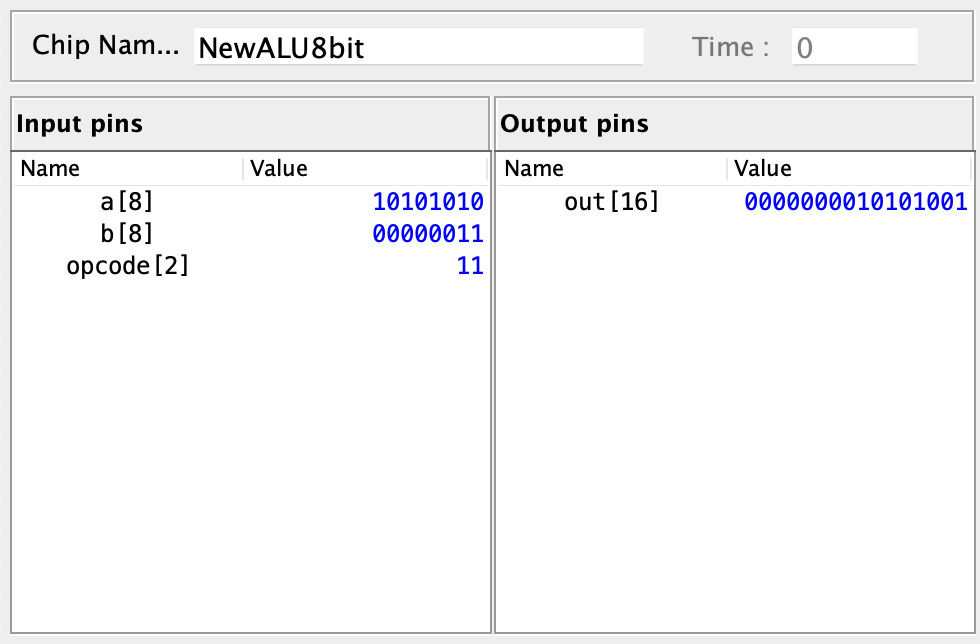 Chip Nam... NewALU8bit Time : 0
Input pins Output pins
Name Value Name Value
a[8] 10101010 out[16] 0000000010101001
b[8] 00000011
opcode[2] 11